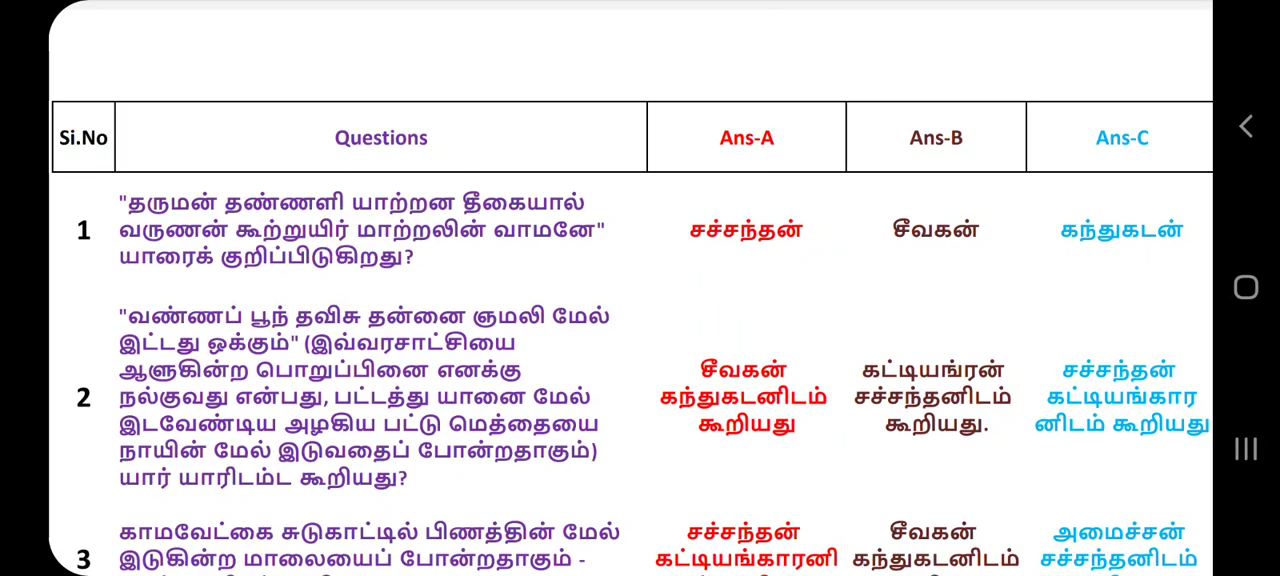 Si.No Questions Ans-A Ans-B Ans-C
1
"தருமன் தண்ணளி யாற்றன தீகையால்
வருணன் கூற்றுயிர் மாற்றலின் வாமனே"
யாரைக் குறிப்பிடுகிறது?
சச்சந்தன்
சீவகன்
கந்துகடன்
2
"வண்ணப் பூந் தவிசு தன்னை ஞமலி மேல்
இட்டது ஒக்கும்" (இவ்வரசாட்சியை
ஆளுகின்ற பொறுப்பினை எனக்கு
நல்குவது என்பது, பட்டத்து யானை மேல்
இடவேண்டிய அழகிய பட்டு மெத்தையை
நாயின் மேல் இடுவதைப் போன்றதாகும்)
யார் யாரிடம்ட கூறியது?
சீவகன்
கந்துகடனிடம்
கூறியது
கட்டியஙரன்
சச்சந்தனிடம்
கூறியது.
சச்சந்தன்
கட்டியங்கார
னிடம் கூறியது
3
காமவேட்கை சுடுகாட்டில் பிணத்தின் மேல்
இடுகின்ற மாலையைப் போன்றதாகும் -
சச்சந்தன்
கட்டியங்காரனி
சீவகன்
கந்துகடனிடம்
அமைச்சன்
சச்சந்தனிடம்